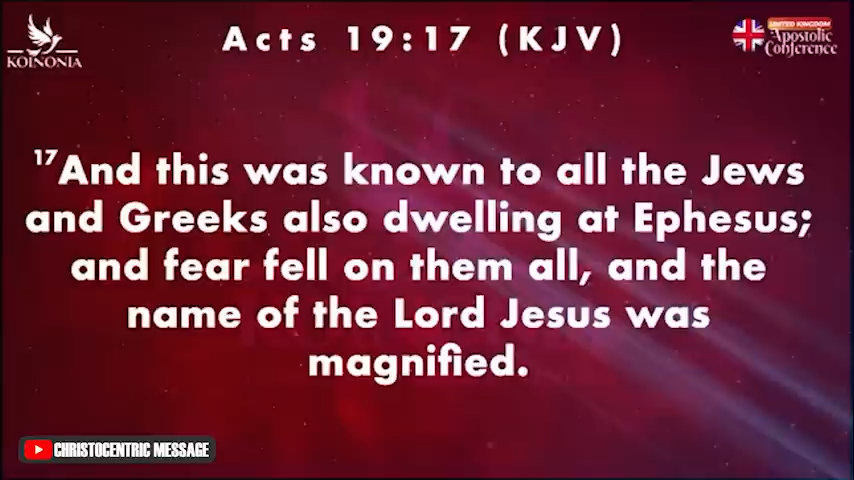 KOINONIA
Acts 19:17 (KJV)
UNITED KINGDOM
Apostolic
Conference
17And this was known to all the Jews
and Greeks also dwelling at Ephesus;
and fear fell on them all, and the
name of the Lord Jesus was
magnified.
CHRISTOCENTRIC MESSAGE